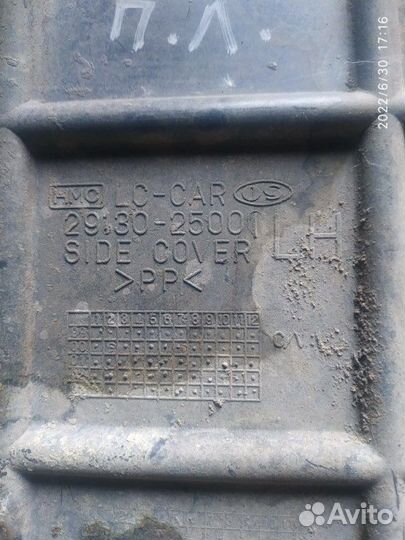 П.Л.
2022/6/30 17:16
HMC LC-CAR
29130-25000 LH
SIDE COVER
>PP<
1 2 3 4 5 6 7 8 9 10 11 12
Avito